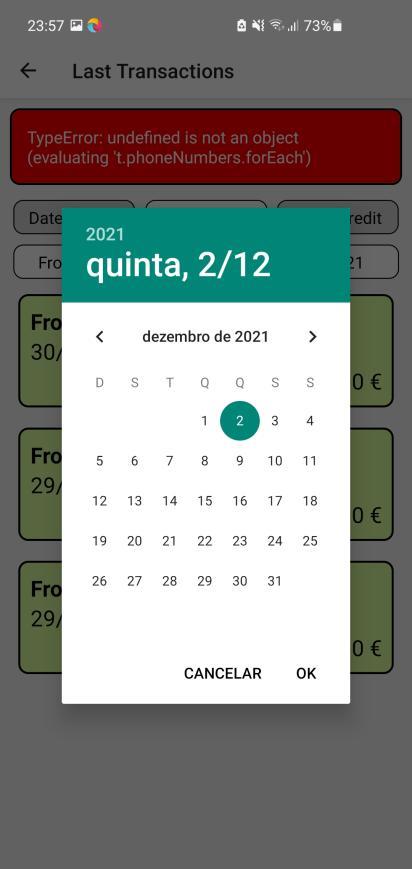 23:57
73%
Last Transactions
TypeError: undefined is not an object
(evaluating 't.phoneNumbers.forEach')
Date
redit
Fro
21
2021
quinta, 2/12
dezembro de 2021
D S T Q Q S S
1 2 3 4
5 6 7 8 9 10 11
12 13 14 15 16 17 18
19 20 21 22 23 24 25
26 27 28 29 30 31
CANCELAR OK
Fro
30/
0 €
Fro
29/
0 €
Fro
29/
0 €